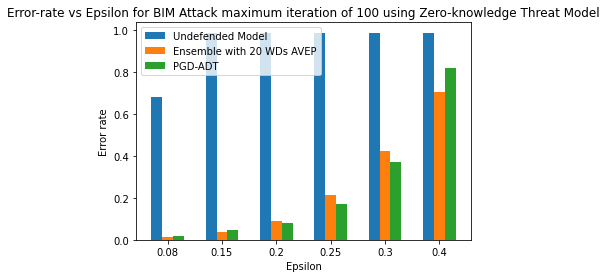 Error-rate vs Epsilon for BIM Attack maximum iteration of 100 using Zero-knowledge Threat Model
1.0
0.8
0.6
0.4
0.2
0.0
Error rate
Undefended Model
Ensemble with 20 WDs AVEP
PGD-ADT
0.08 0.15 0.2 0.25 0.3 0.4
Epsilon